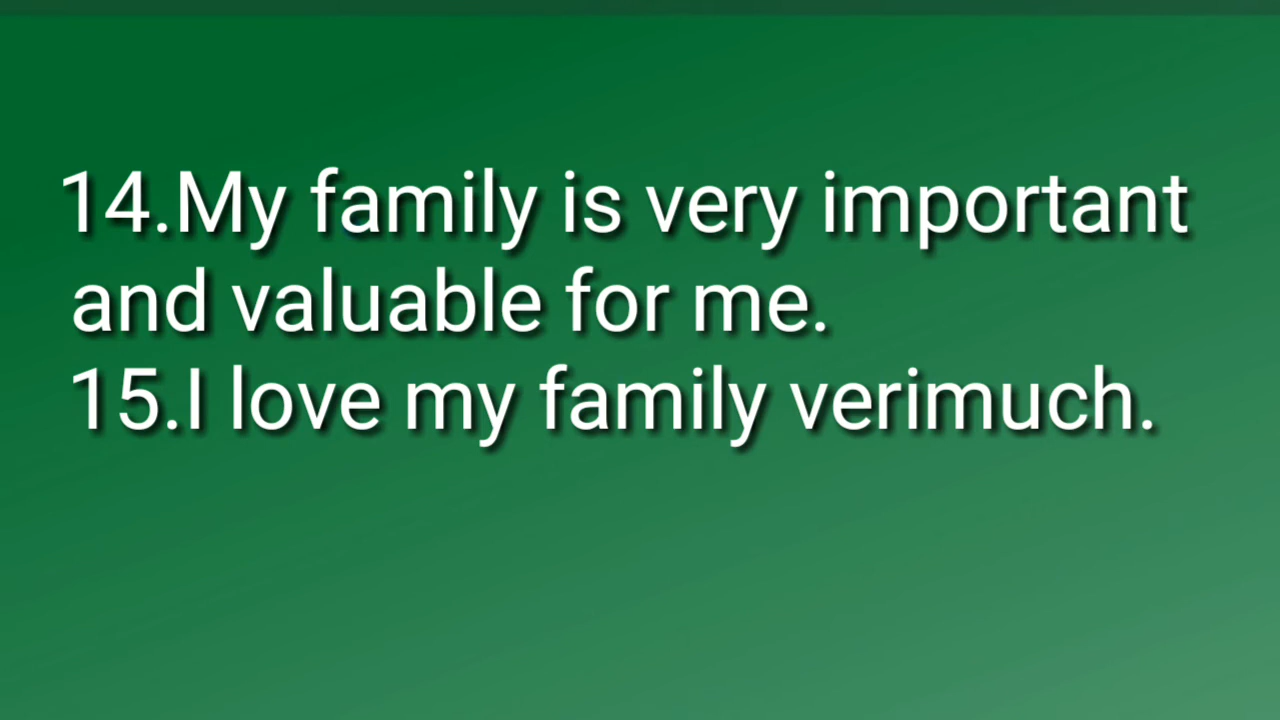 14.My family is very important
and valuable for me.
15.I love my family verimuch.